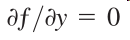 ∂f/∂y = 0